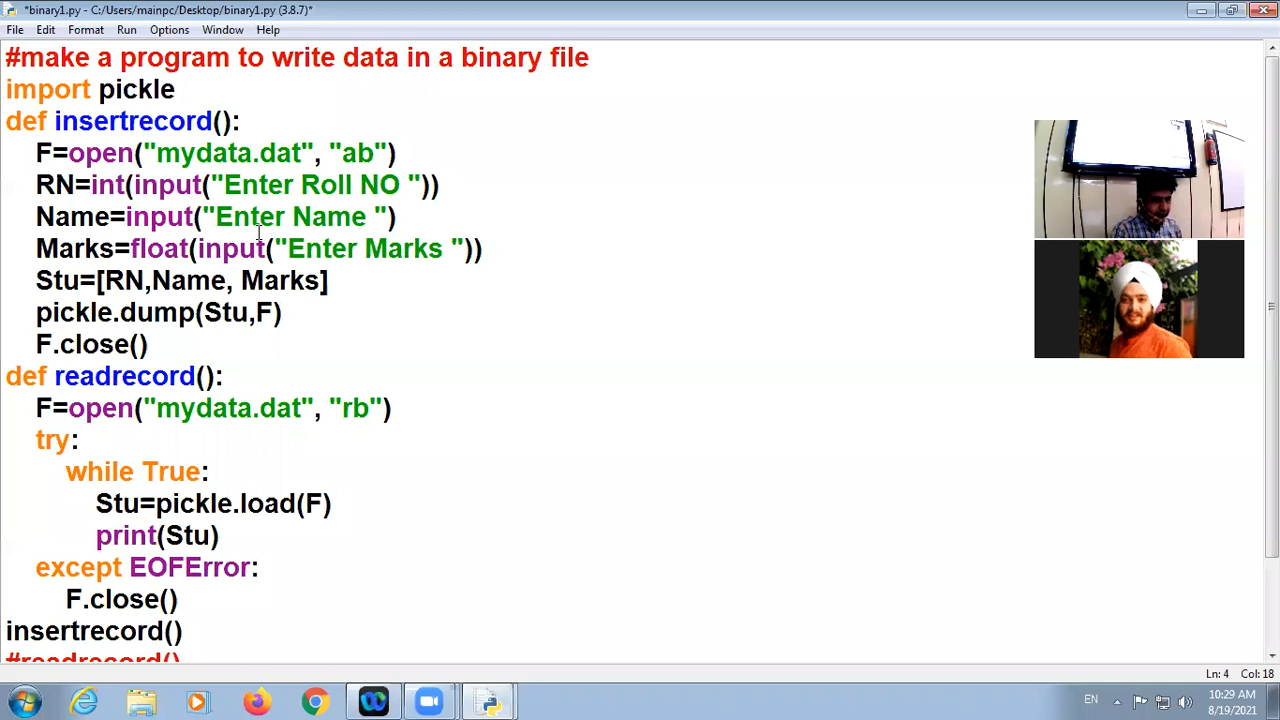 *binary1.py - C:/Users/mainpc/Desktop/binary1.py (3.8.7)*
File Edit Format Run Options Window Help
#make a program to write data in a binary file
import pickle
def insertrecord():
    F=open("mydata.dat", "ab")
    RN=int(input("Enter Roll NO "))
    Name=input("Enter Name ")
    Marks=float(input("Enter Marks "))
    Stu=[RN,Name, Marks]
    pickle.dump(Stu,F)
    F.close()
def readrecord():
    F=open("mydata.dat", "rb")
    try:
        while True:
            Stu=pickle.load(F)
            print(Stu)
    except EOFError:
        F.close()
insertrecord()
#readrecord()
Ln: 4 Col: 18
EN
10:29 AM
8/19/2021